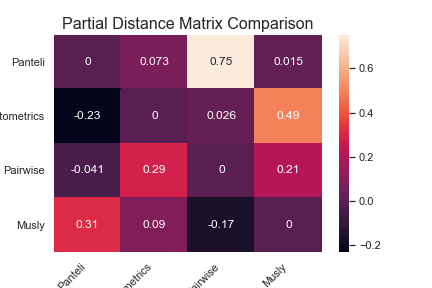 Partial Distance Matrix Comparison
Panteli 0 0.073 0.75 0.015
tometrics -0.23 0 0.026 0.49
Pairwise -0.041 0.29 0 0.21
Musly 0.31 0.09 -0.17 0
Panteli metrics airwise Musly
0.6
0.4
0.2
0.0
-0.2